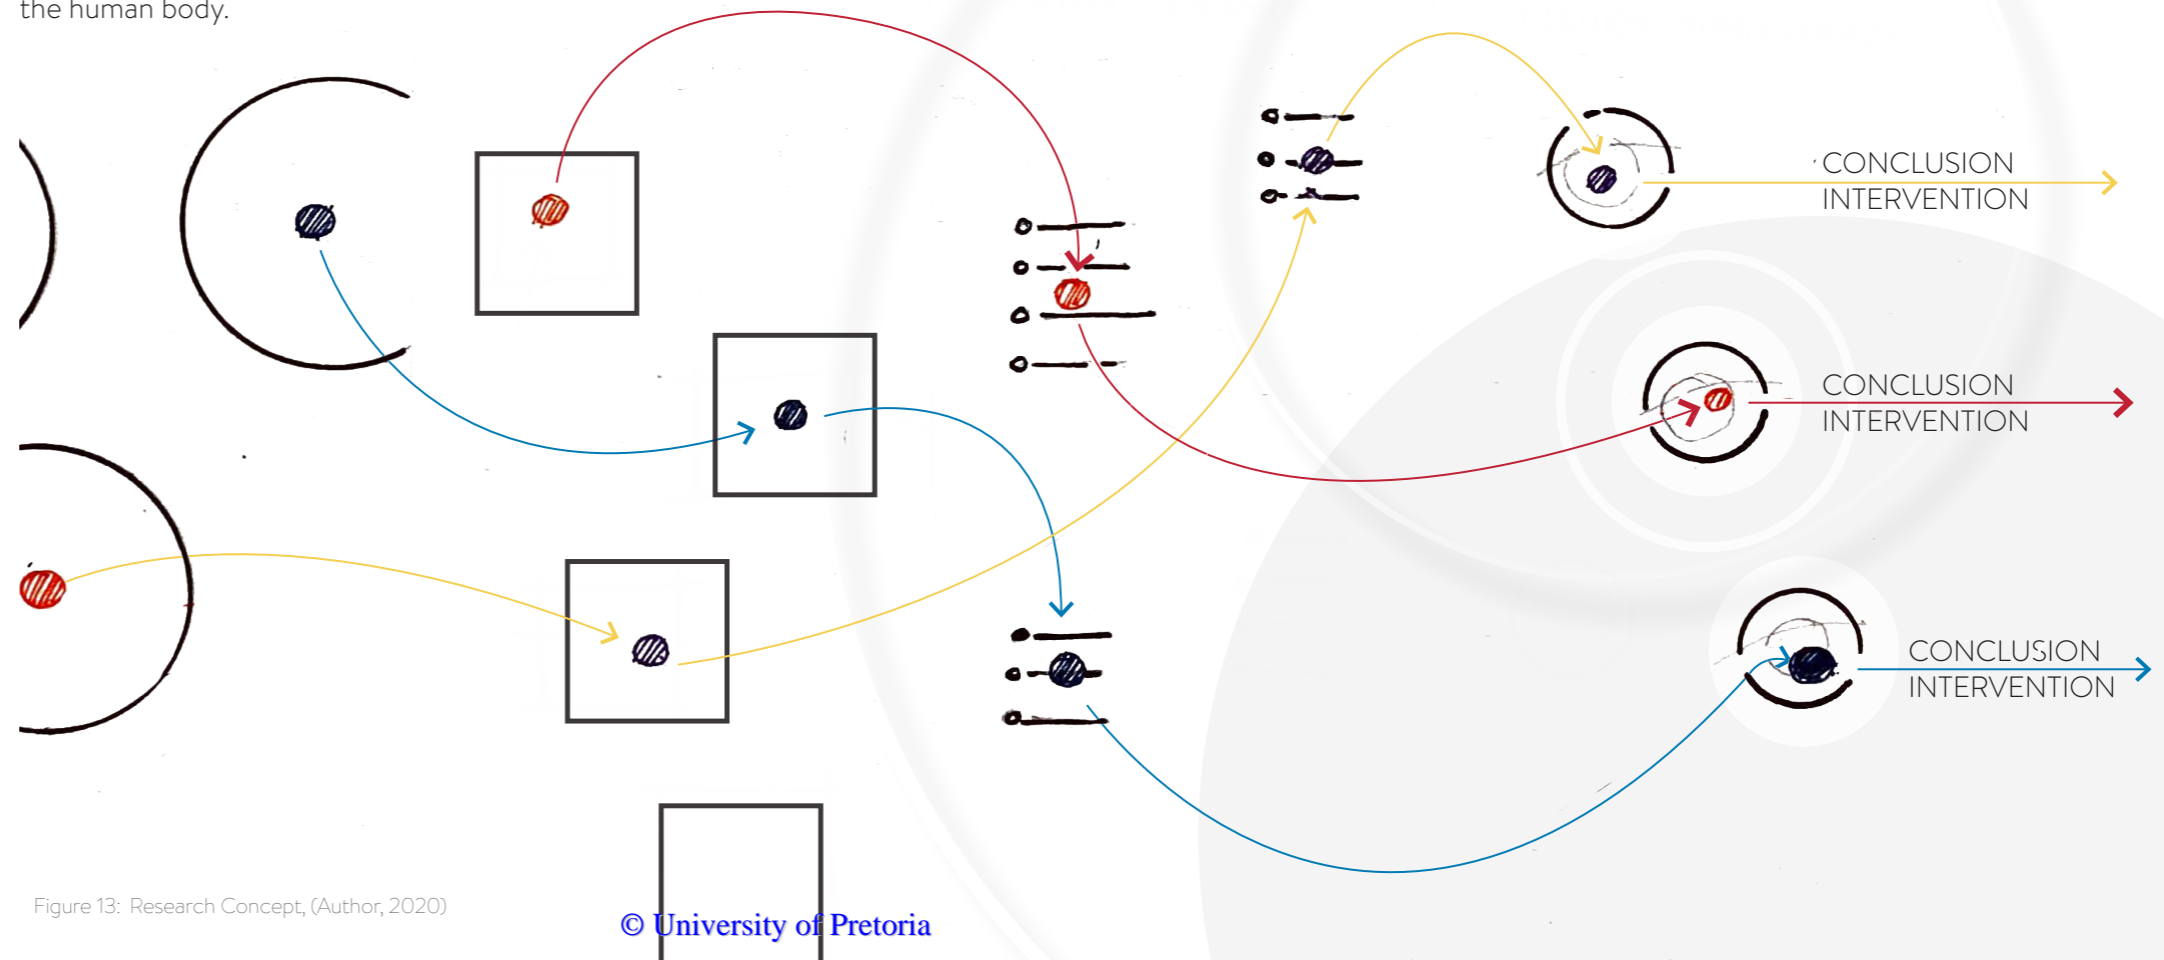 the human body.
CONCLUSION
INTERVENTION
CONCLUSION
INTERVENTION
CONCLUSION
INTERVENTION
Figure 13: Research Concept, (Author, 2020)
© University of Pretoria